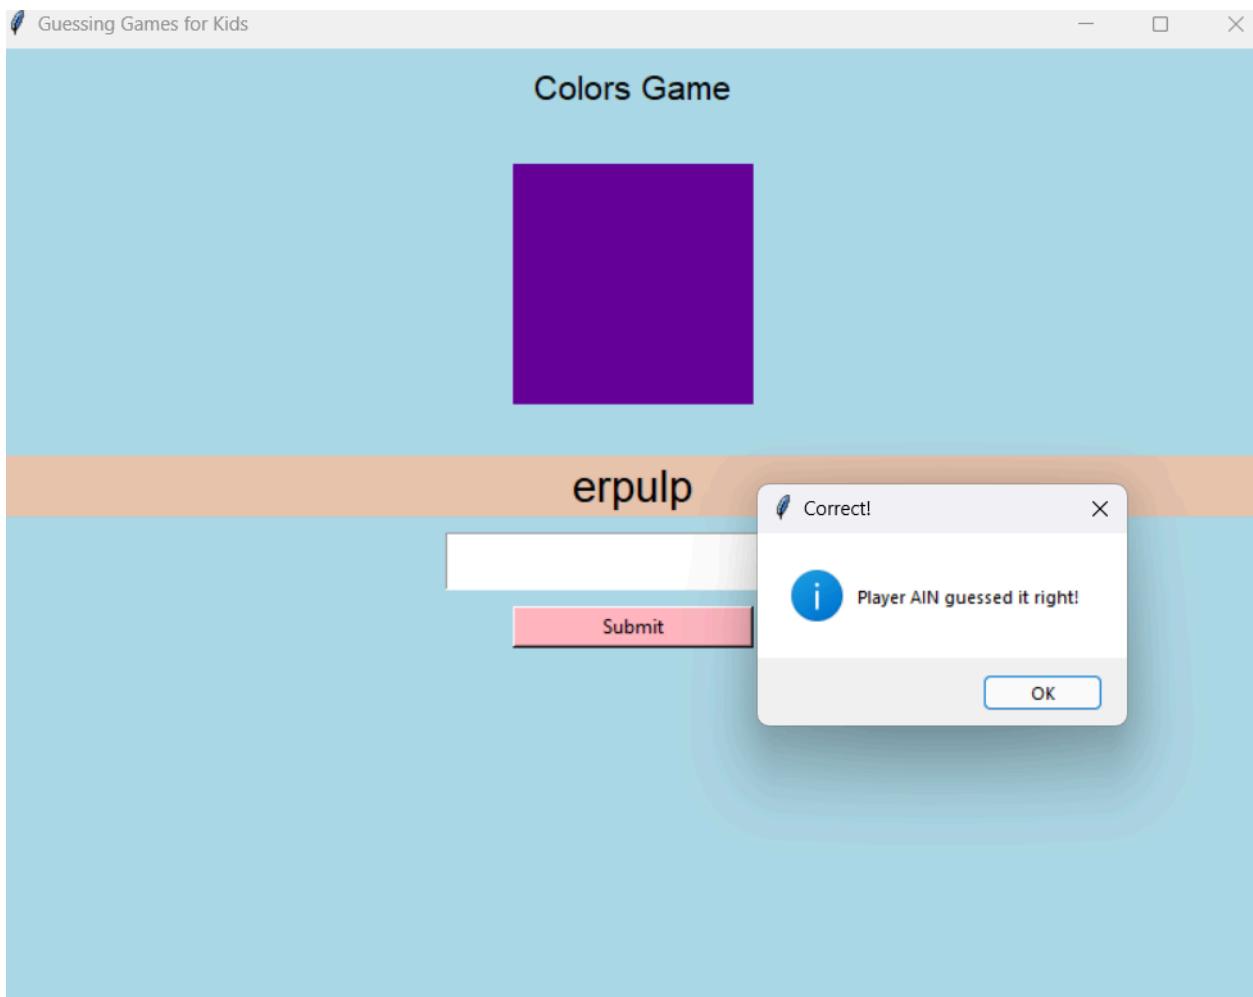 Guessing Games for Kids
Colors Game
erpulp
Correct!
Player AIN guessed it right!
Submit
OK